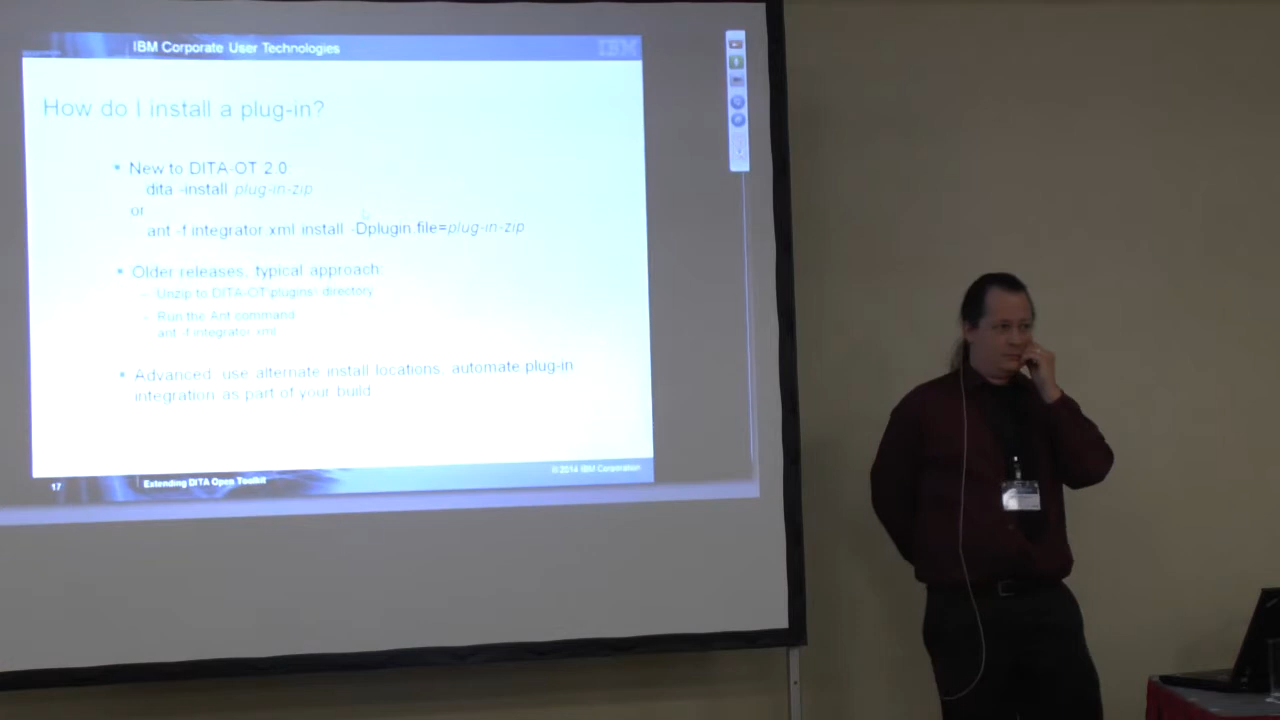 IBM Corporate User Technologies
IBM
How do I install a plug-in?
New to DITA-OT 2.0:
dita -install plug-in-zip
or
ant -f integrator.xml install -Dplugin.file=plug-in-zip
Older releases, typical approach:
– Unzip to DITA-OT\plugins\ directory
– Run the Ant command
ant -f integrator.xml
Advanced: use alternate install locations, automate plug-in
integration as part of your build
© 2014 IBM Corporation
17
Extending DITA Open Toolkit